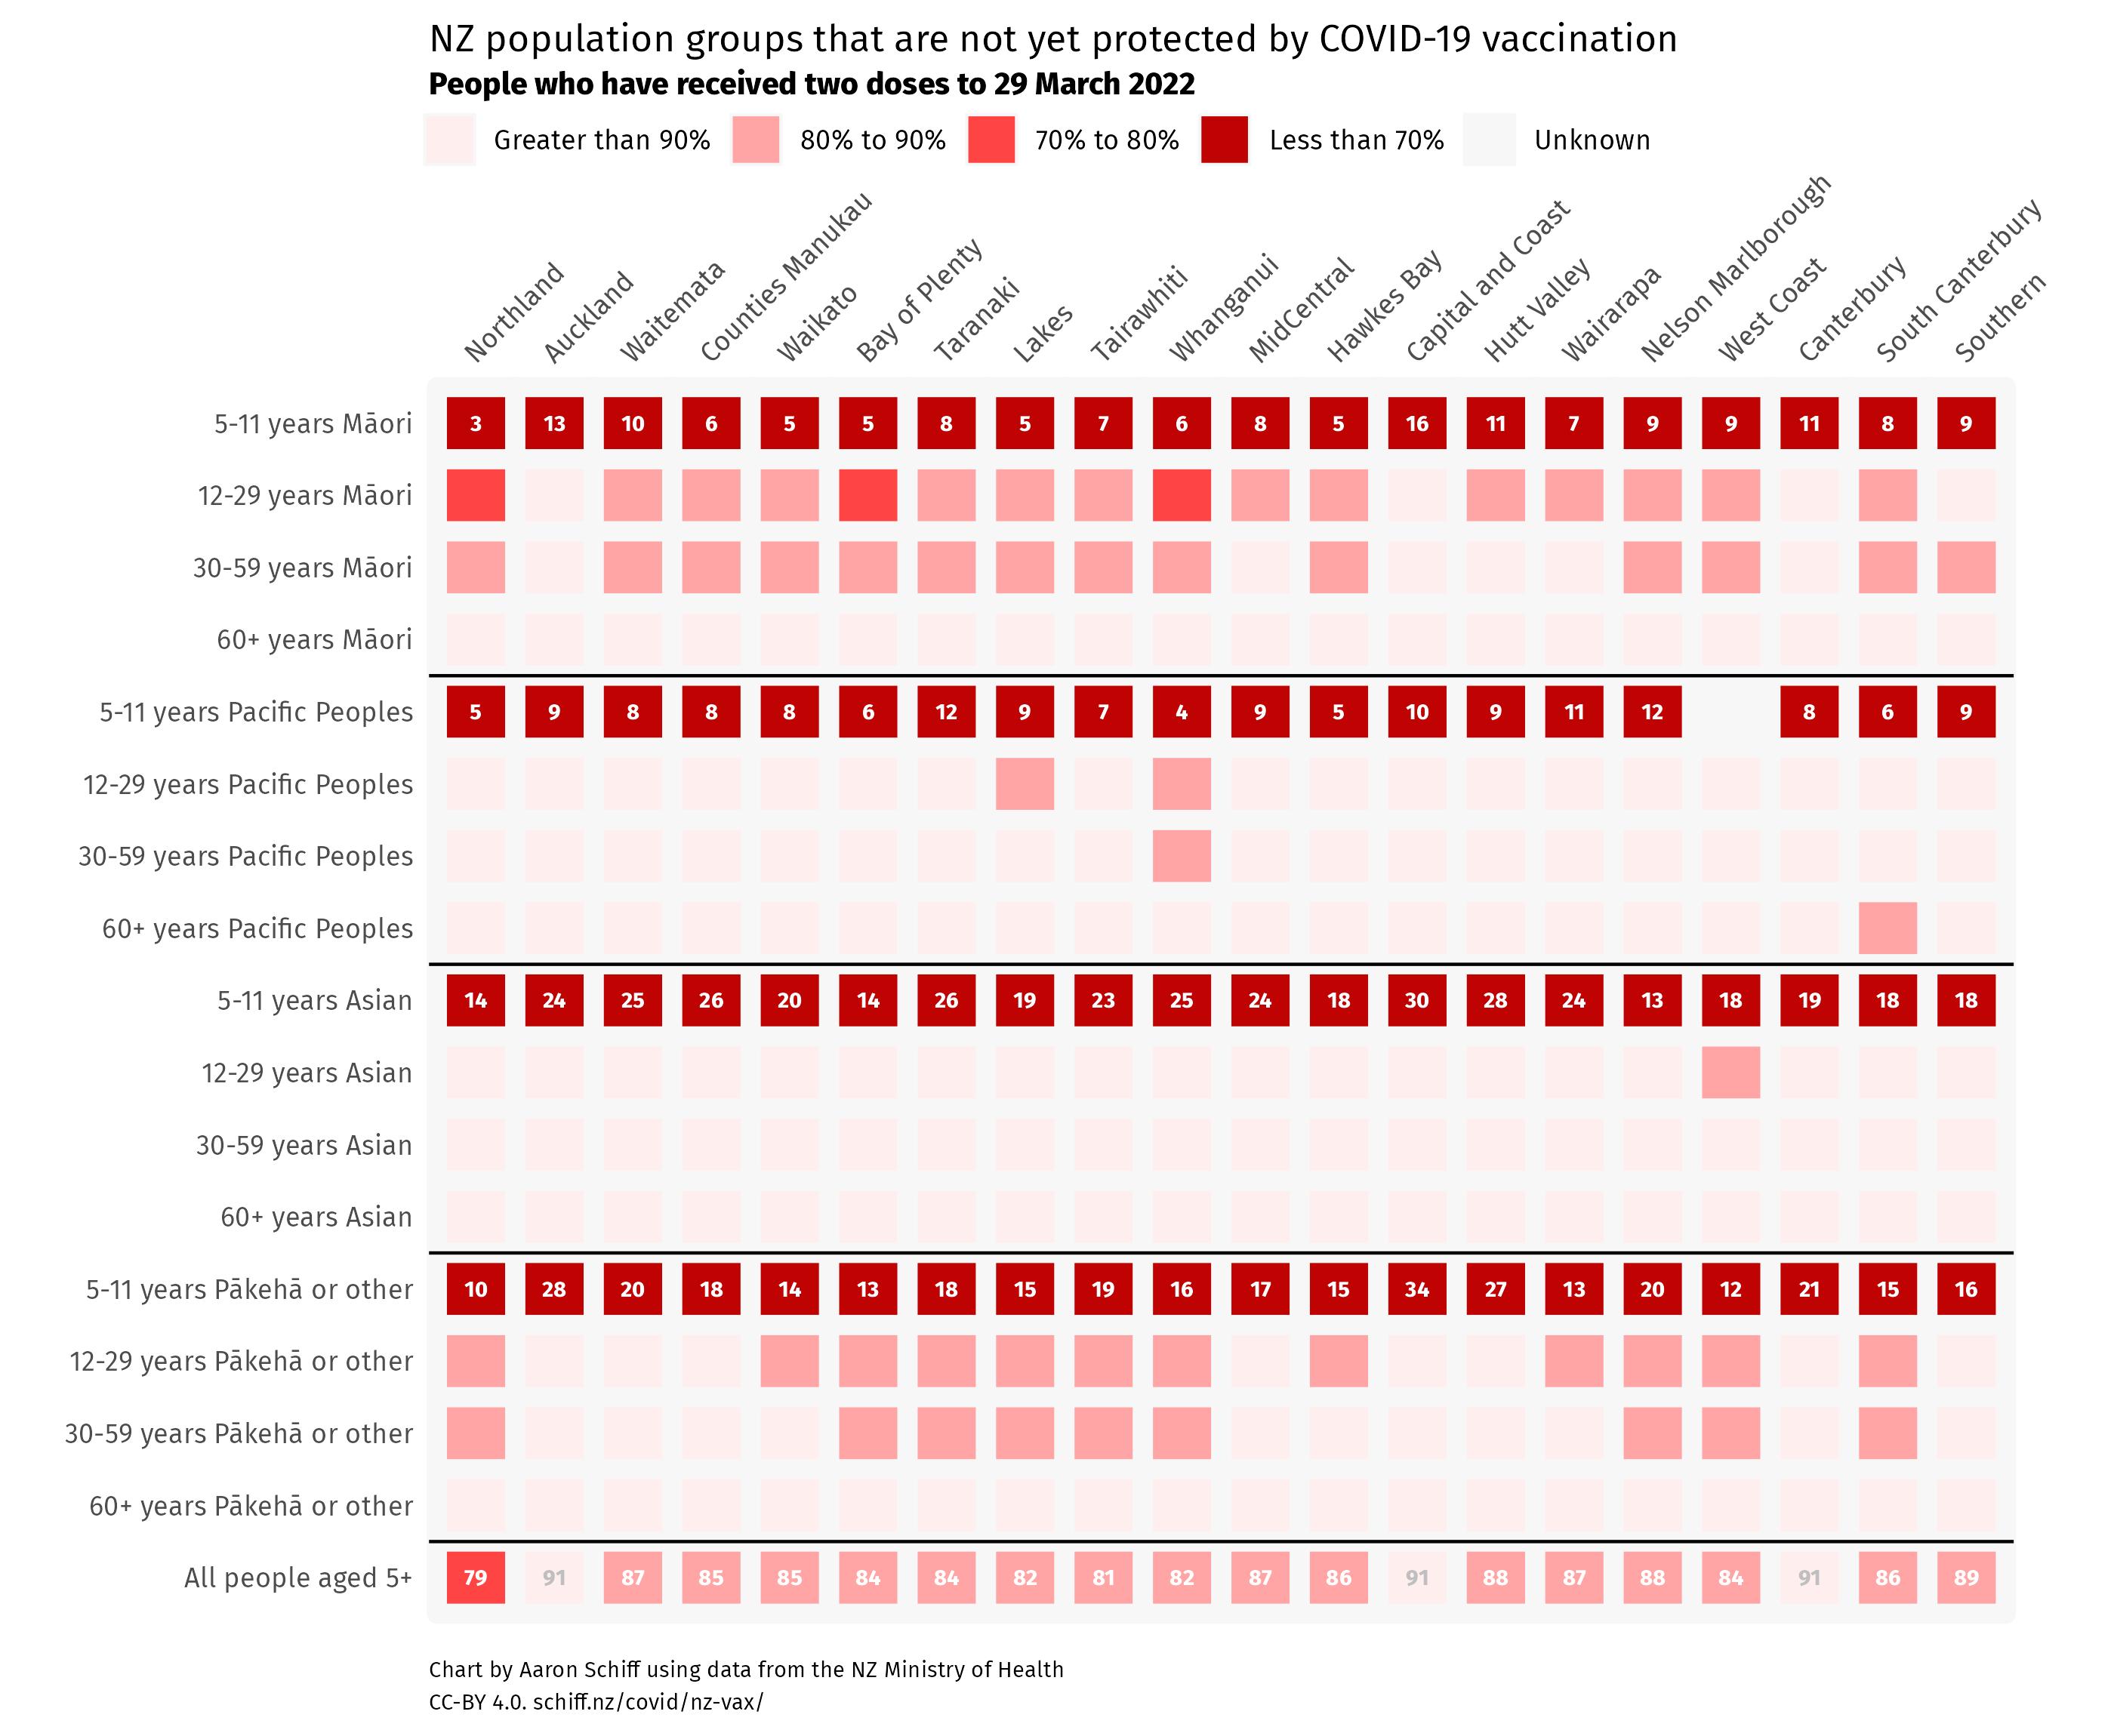 NZ population groups that are not yet protected by COVID-19 vaccination
People who have received two doses to 29 March 2022
Greater than 90% 80% to 90% 70% to 80% Less than 70% Unknown
Northland Auckland Waitemata Counties Manukau Waikato Bay of Plenty Taranaki Lakes Tairawhiti Whanganui MidCentral Hawkes Bay Capital and Coast Hutt Valley Wairarapa Nelson Marlborough West Coast Canterbury South Canterbury Southern
5-11 years Māori 3 13 10 6 5 5 8 5 7 6 8 5 16 11 7 9 9 11 8 9
12-29 years Māori
30-59 years Māori
60+ years Māori
5-11 years Pacific Peoples 5 9 8 8 8 6 12 9 7 4 9 5 10 9 11 12 8 6 9
12-29 years Pacific Peoples
30-59 years Pacific Peoples
60+ years Pacific Peoples
5-11 years Asian 14 24 25 26 20 14 26 19 23 25 24 18 30 28 24 13 18 19 18 18
12-29 years Asian
30-59 years Asian
60+ years Asian
5-11 years Pākehā or other 10 28 20 18 14 13 18 15 19 16 17 15 34 27 13 20 12 21 15 16
12-29 years Pākehā or other
30-59 years Pākehā or other
60+ years Pākehā or other
All people aged 5+ 79 91 87 85 85 84 84 82 81 82 87 86 91 88 87 88 84 91 86 89
Chart by Aaron Schiff using data from the NZ Ministry of Health
CC-BY 4.0. schiff.nz/covid/nz-vax/